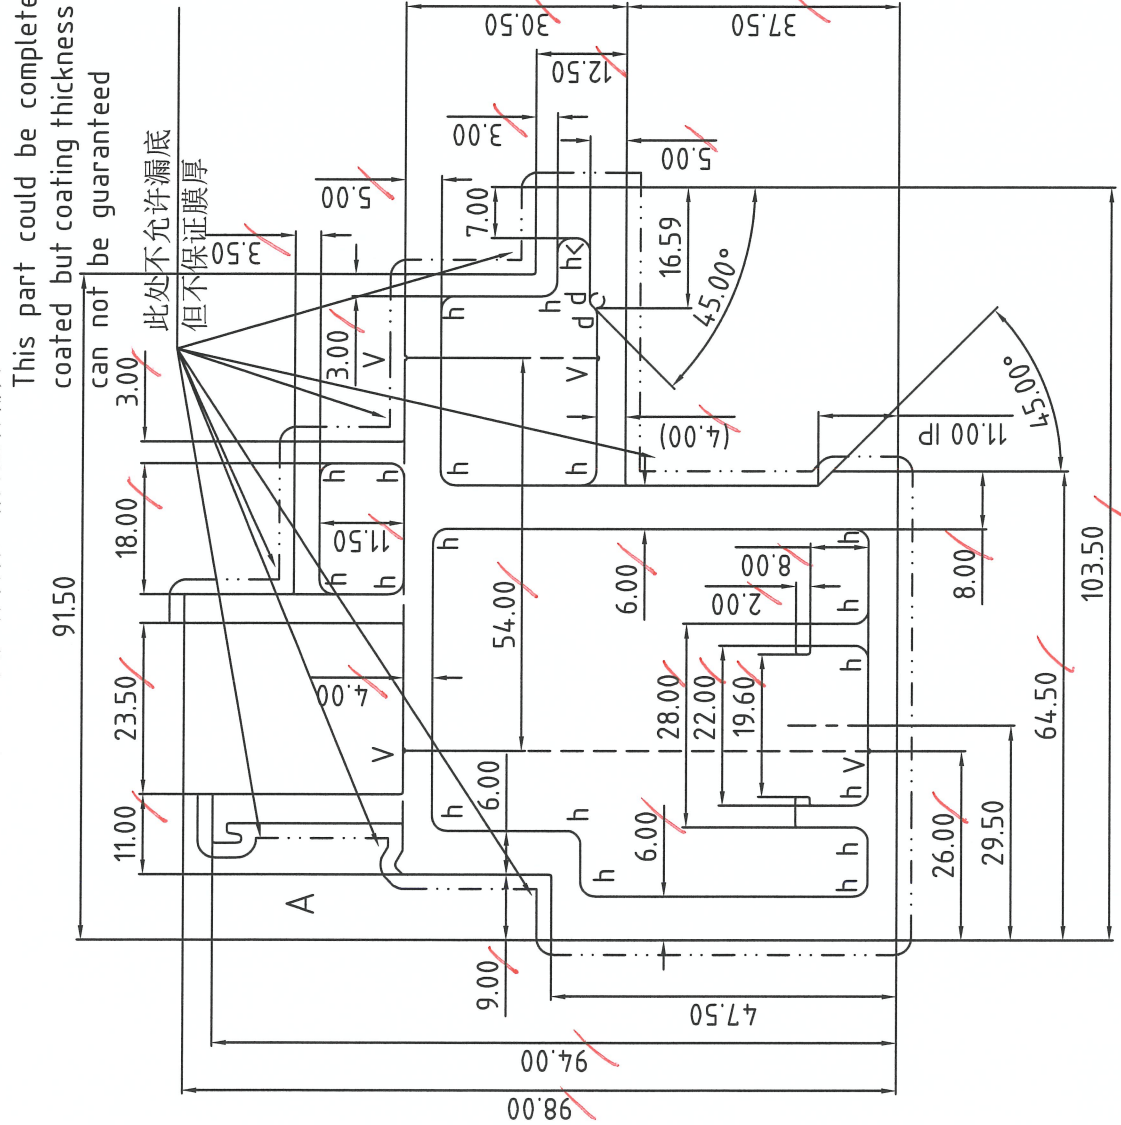 This part could be complete
coated but coating thickness
can not be guaranteed
此处不允许漏底
但不保证膜厚
30.50
37.50
12.50
3.00
5.00
5.00
7.00
3.50
16.59
45.00°
3.00
3.00
V
h
h
h
d
d
V
(4.00)
11.00 IP
45.00°
h
h
18.00
h
h
11.50
h
h
91.50
54.00
h
6.00
8.00
2.00
h
h
8.00
103.50
23.50
4.00
28.00
22.00
19.60
h
64.50
V
V
h
11.00
6.00
h
h
6.00
h
h
h
26.00
29.50
A
9.00
47.50
94.00
98.00